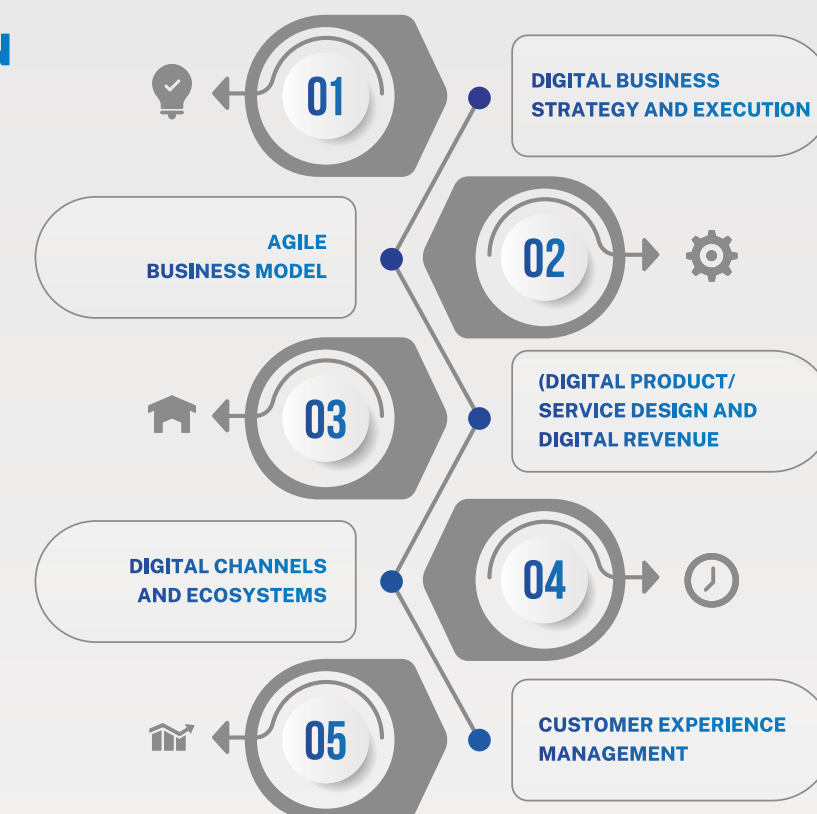 N
01
DIGITAL BUSINESS
STRATEGY AND EXECUTION
AGILE
BUSINESS MODEL
02
03
(DIGITAL PRODUCT/
SERVICE DESIGN AND
DIGITAL REVENUE
DIGITAL CHANNELS
AND ECOSYSTEMS
04
05
CUSTOMER EXPERIENCE
MANAGEMENT